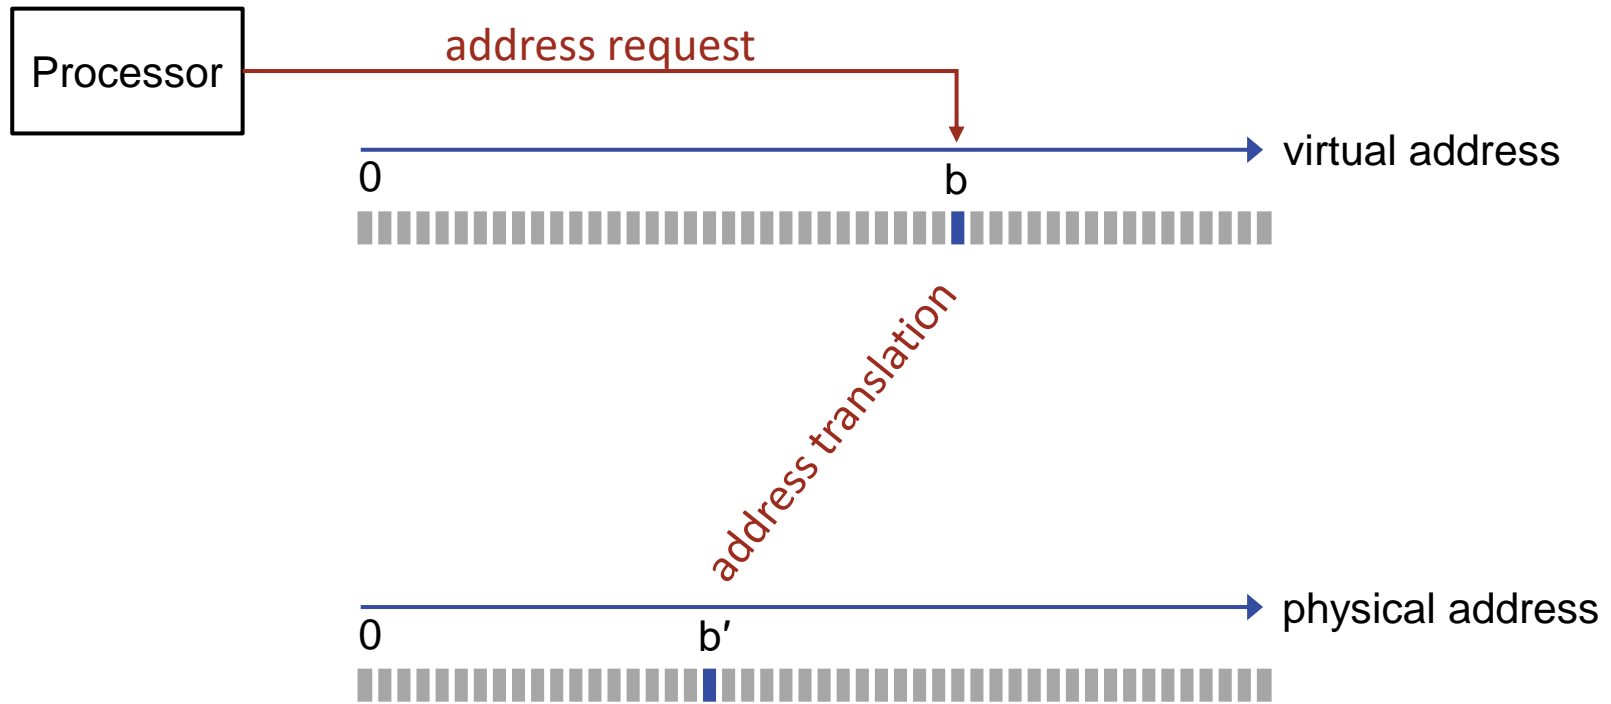 address request
Processor
virtual address
0
b
address translation
physical address
0
b′